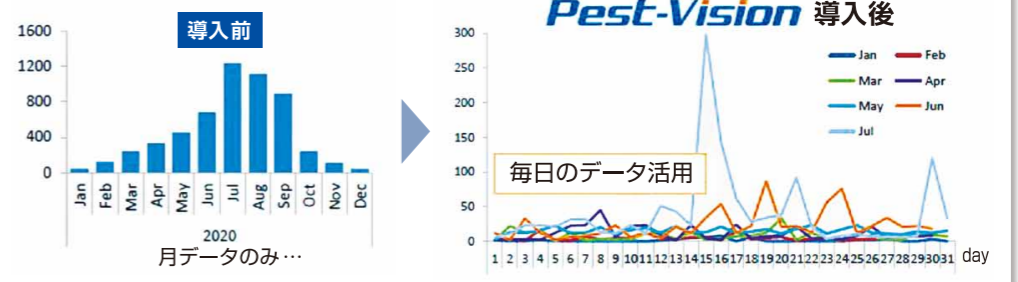 導入前
1600
1200
800
400
0
Jan Feb Mar Apr May Jun Jul Aug Sep Oct Nov Dec
2020
月データのみ…
Pest-Vision 導入後
300
250
200
150
100
50
0
Jan Feb
Mar Apr
May Jun
Jul
毎日のデータ活用
1 2 3 4 5 6 7 8 9 10 11 12 13 14 15 16 17 18 19 20 21 22 23 24 25 26 27 28 29 30 31 day